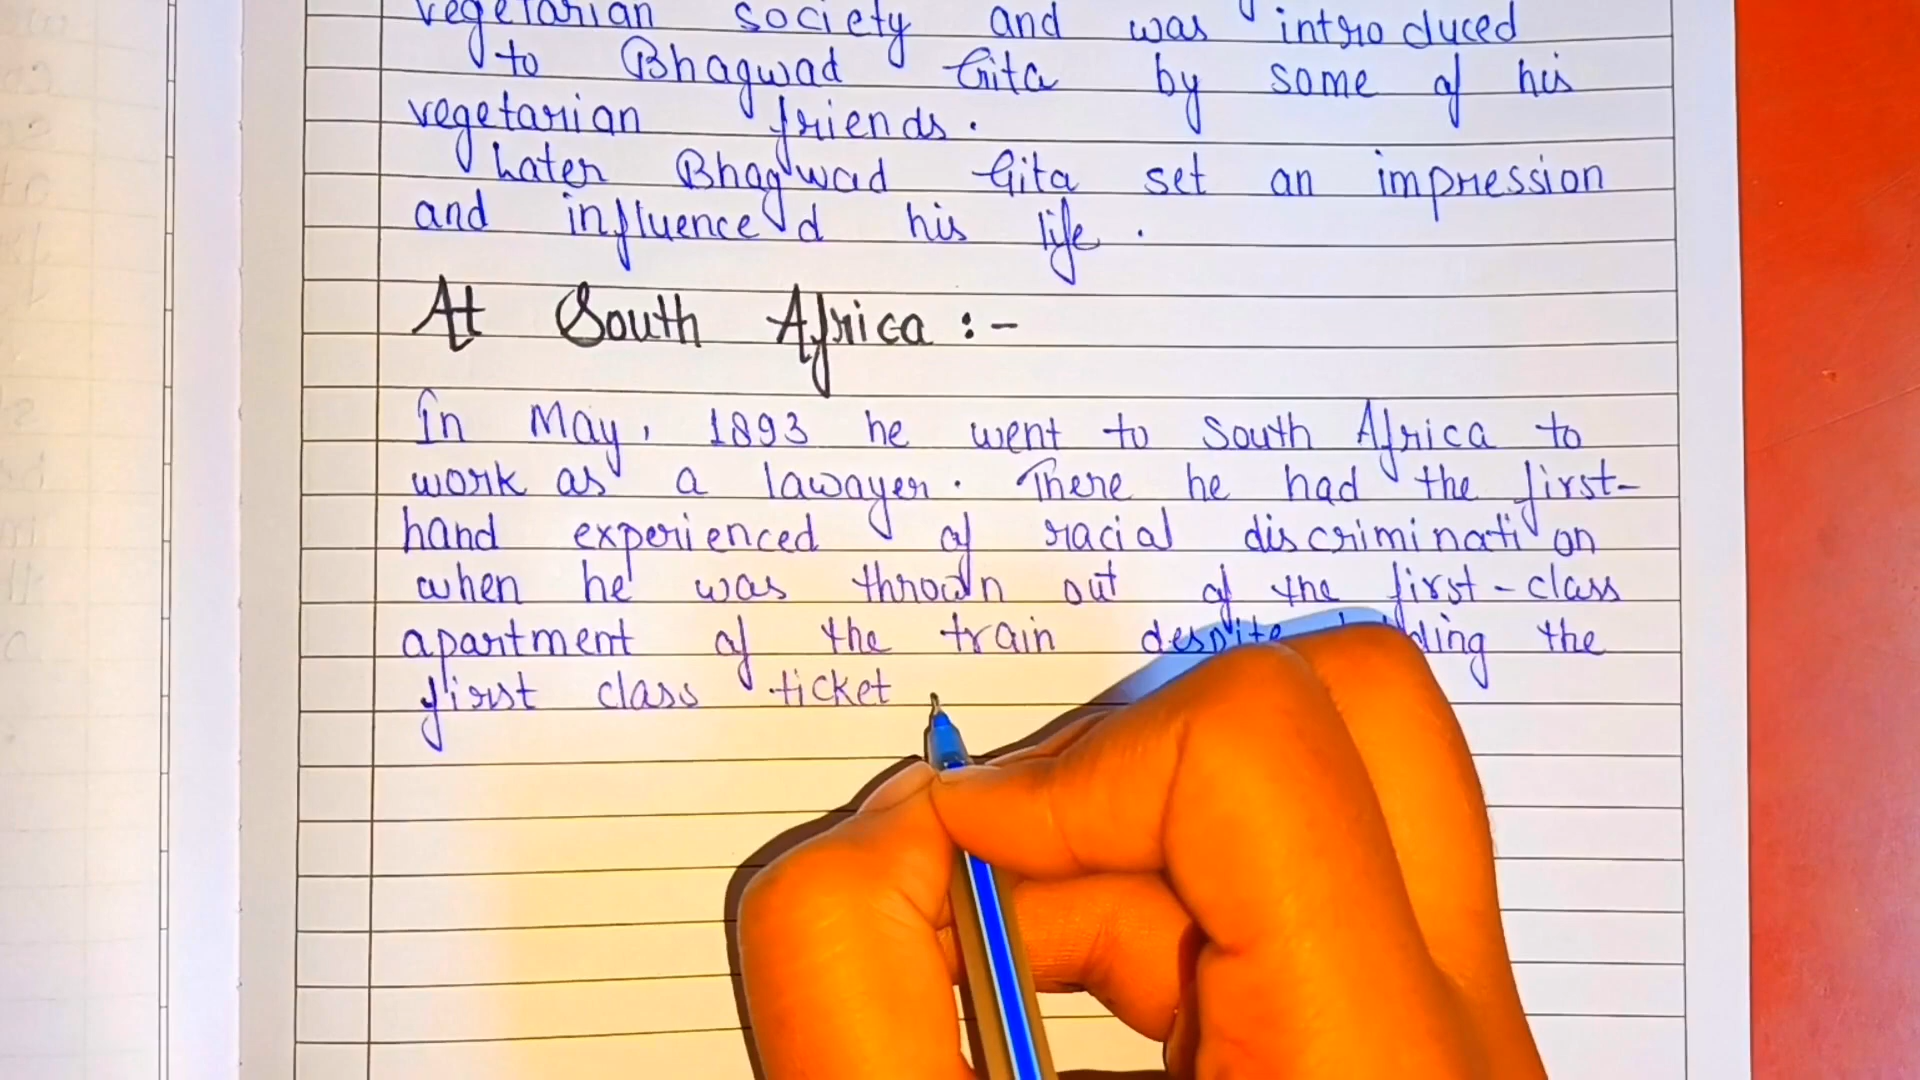 vegetarian society and was introduced
to Bhagwad Gita by some of his
vegetarian friends.
Later Bhagwad Gita set an impression
and influenced his life.
At South Africa :-
In May, 1893 he went to South Africa to
work as a lawayer. There he had the first-
hand experienced of racial discrimination
when he was thrown out of the first-class
apartment of the train despite the
first class ticket